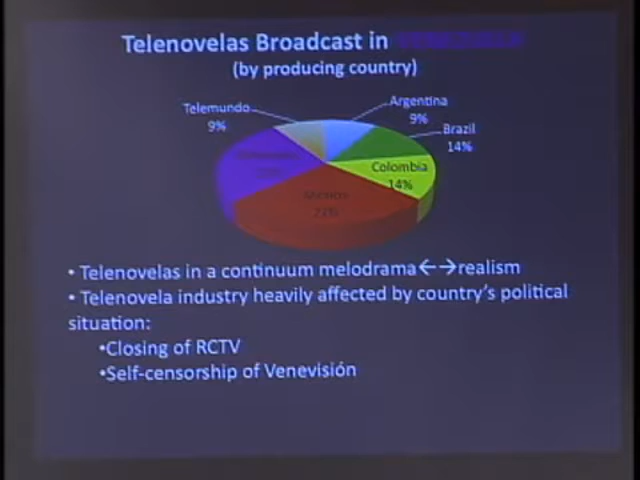 Telenovelas Broadcast in
(by producing country)
Telemundo
9%
Argentina
9%
Brazil
14%
Colombia
14%
Mexico
• Telenovelas in a continuum melodrama←→realism
• Telenovela industry heavily affected by country's political
situation:
•Closing of RCTV
•Self-censorship of Venevisión